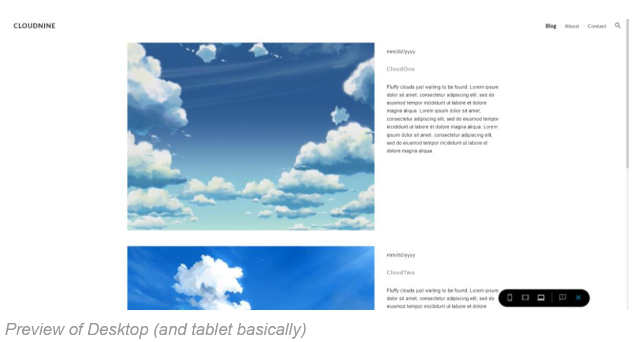 CLOUDNINE
Blog About Contact
mm/dd/yyyy
CloudOne
Fluffy clouds just waiting to be found. Lorem ipsum
dolor sit amet, consectetur adipiscing elit, sed do
eiusmod tempor incididunt ut labore et dolore
magna aliqua. Lorem ipsum dolor sit amet,
consectetur adipiscing elit, sed do eiusmod tempor
incididunt ut labore et dolore magna aliqua. Lorem
ipsum dolor sit amet, consectetur adipiscing elit,
sed do eiusmod tempor incididunt ut labore et
dolore magna aliqua.
mm/dd/yyyy
CloudTwo
Fluffy clouds just waiting to be found. Lorem ipsum
dolor sit amet, consectetur adipiscing elit, sed do
eiusmod tempor incididunt ut labore et dolore
Preview of Desktop (and tablet basically)